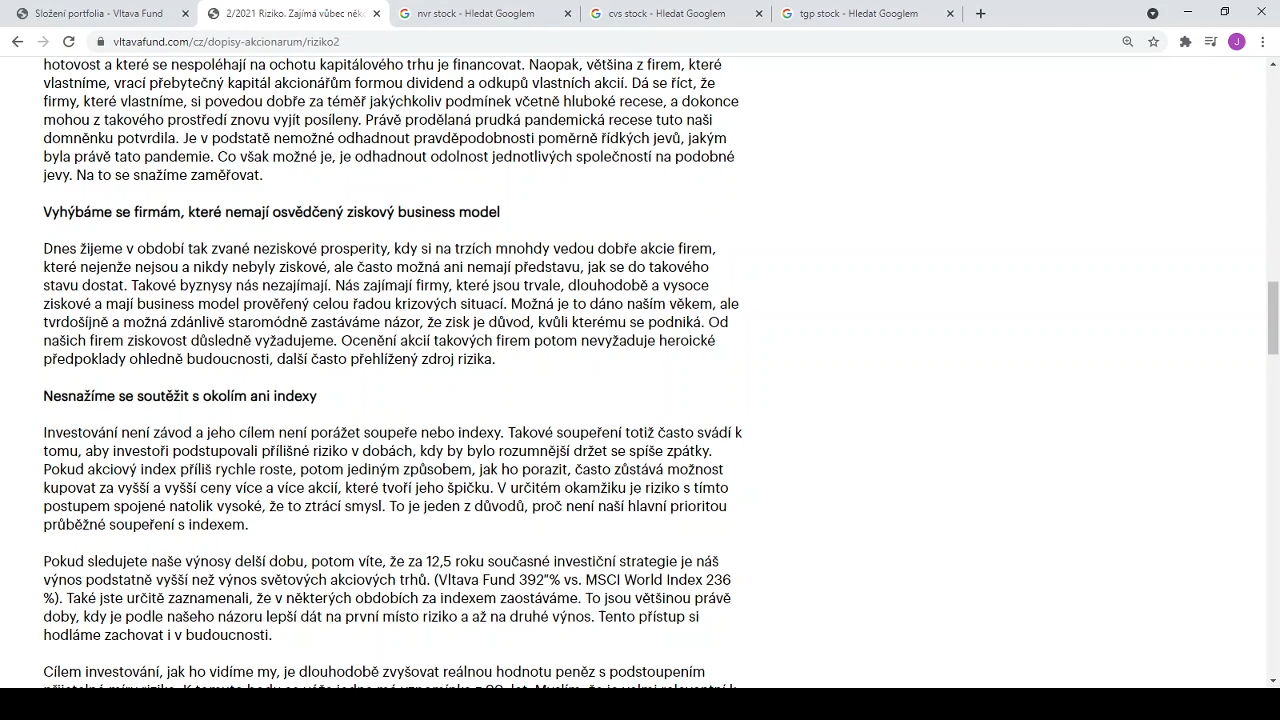 Složení portfolia - Vltava Fund
2/2021 Riziko. Zajímá vůbec něko
nvr stock - Hledat Googlem
cvs stock - Hledat Googlem
tgp stock - Hledat Googlem
vltavafund.com/cz/dopisy-akcionarum/riziko2
J
hotovost a které se nespoléhají na ochotu kapitálového trhu je financovat. Naopak, většina z firem, které
vlastníme, vrací přebytečný kapitál akcionářům formou dividend a odkupů vlastních akcií. Dá se říct, že
firmy, které vlastníme, si povedou dobře za téměř jakýchkoliv podmínek včetně hluboké recese, a dokonce
mohou z takového prostředí znovu vyjít posíleny. Právě prodělaná prudká pandemická recese tuto naši
domněnku potvrdila. Je v podstatě nemožné odhadnout pravděpodobnosti poměrně řídkých jevů, jakým
byla právě tato pandemie. Co však možné je, je odhadnout odolnost jednotlivých společností na podobné
jevy. Na to se snažíme zaměřovat.
Vyhýbáme se firmám, které nemají osvědčený ziskový business model
Dnes žijeme v období tak zvané neziskové prosperity, kdy si na trzích mnohdy vedou dobře akcie firem,
které nejenže nejsou a nikdy nebyly ziskové, ale často možná ani nemají představu, jak se do takového
stavu dostat. Takové byznysy nás nezajímají. Nás zajímají firmy, které jsou trvale, dlouhodobě a vysoce
ziskové a mají business model prověřený celou řadou krizových situací. Možná je to dáno naším věkem, ale
tvrdošíjně a možná zdánlivě staromódně zastáváme názor, že zisk je důvod, kvůli kterému se podniká. Od
našich firem ziskovost důsledně vyžadujeme. Ocenění akcií takových firem potom nevyžaduje heroické
předpoklady ohledně budoucnosti, další často přehlížený zdroj rizika.
Nesnažíme se soutěžit s okolím ani indexy
Investování není závod a jeho cílem není porážet soupeře nebo indexy. Takové soupeření totiž často svádí k
tomu, aby investoři podstupovali přílišné riziko v dobách, kdy by bylo rozumnější držet se spíše zpátky.
Pokud akciový index příliš rychle roste, potom jediným způsobem, jak ho porazit, často zůstává možnost
kupovat za vyšší a vyšší ceny více a více akcií, které tvoří jeho špičku. V určitém okamžiku je riziko s tímto
postupem spojené natolik vysoké, že to ztrácí smysl. To je jeden z důvodů, proč není naší hlavní prioritou
průběžné soupeření s indexem.
Pokud sledujete naše výnosy delší dobu, potom víte, že za 12,5 roku současné investiční strategie je náš
výnos podstatně vyšší než výnos světových akciových trhů. (Vltava Fund 392"% vs. MSCI World Index 236
%). Také jste určitě zaznamenali, že v některých obdobích za indexem zaostáváme. To jsou většinou právě
doby, kdy je podle našeho názoru lepší dát na první místo riziko a až na druhé výnos. Tento přístup si
hodláme zachovat i v budoucnosti.
Cílem investování, jak ho vidíme my, je dlouhodobě zvyšovat reálnou hodnotu peněz s podstoupením